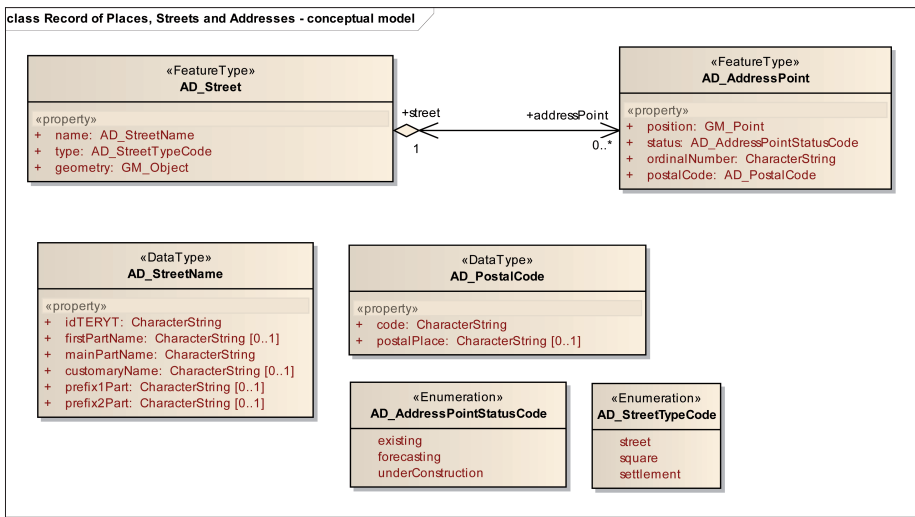 class Record of Places, Streets and Addresses - conceptual model
«FeatureType»
AD_Street
«property»
+ name: AD_StreetName
+ type: AD_StreetTypeCode
+ geometry: GM_Object
+street
1
+addressPoint
0..*
«FeatureType»
AD_AddressPoint
«property»
+ position: GM_Point
+ status: AD_AddressPointStatusCode
+ ordinalNumber: CharacterString
+ postalCode: AD_PostalCode
«DataType»
AD_StreetName
«property»
+ idTERYT: CharacterString
+ firstPartName: CharacterString [0..1]
+ mainPartName: CharacterString
+ customaryName: CharacterString [0..1]
+ prefix1Part: CharacterString [0..1]
+ prefix2Part: CharacterString [0..1]
«DataType»
AD_PostalCode
«property»
+ code: CharacterString
+ postalPlace: CharacterString [0..1]
«Enumeration»
AD_AddressPointStatusCode
existing
forecasting
underConstruction
«Enumeration»
AD_StreetTypeCode
street
square
settlement